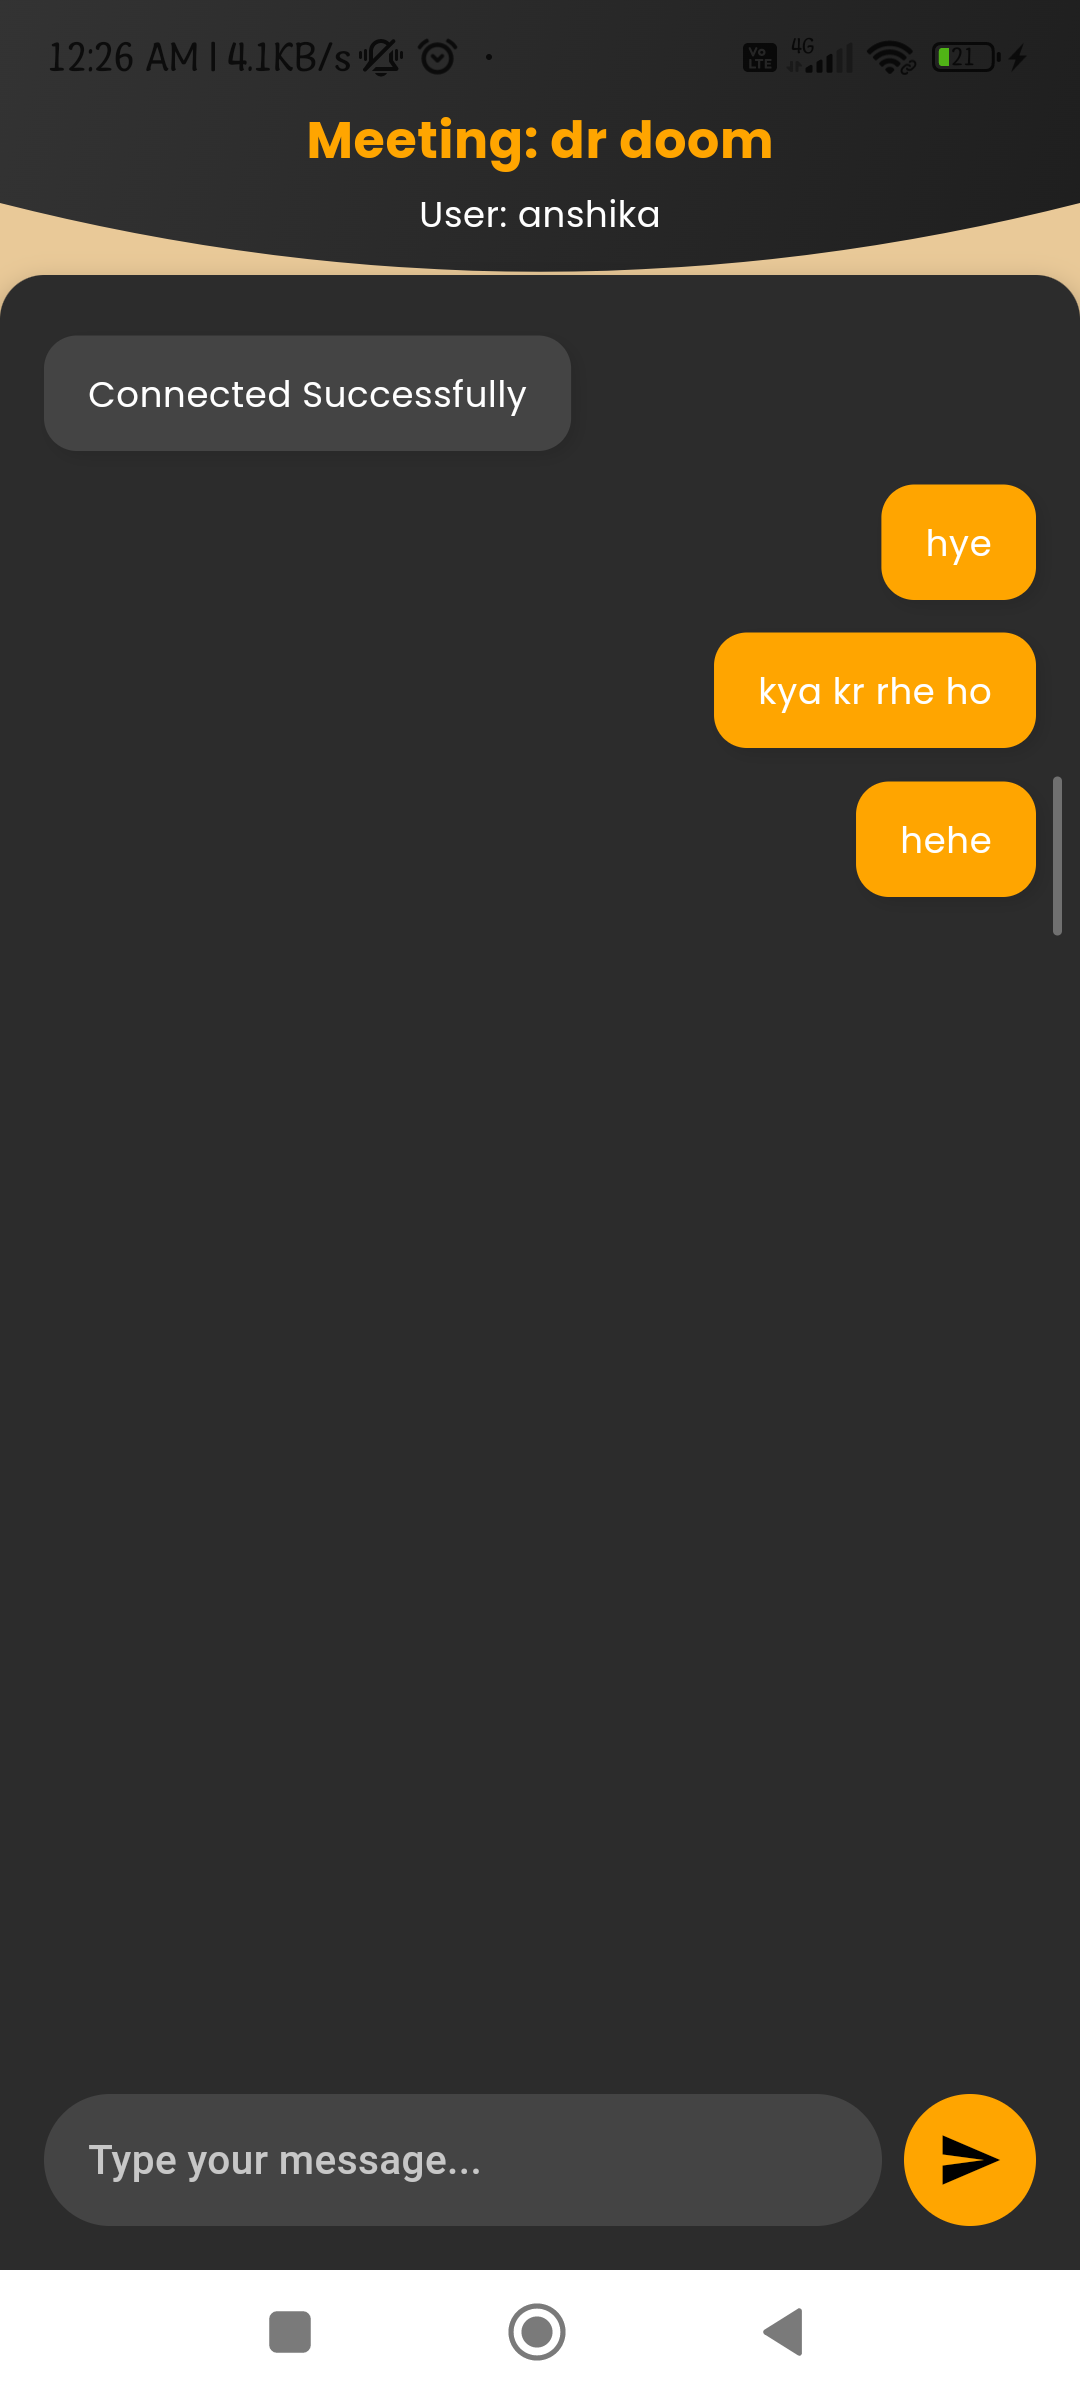 12:26 AM | 4.1KB/s
Vo LTE
4G
21
Meeting: dr doom
User: anshika
Connected Successfully
hye
kya kr rhe ho
hehe
Type your message...